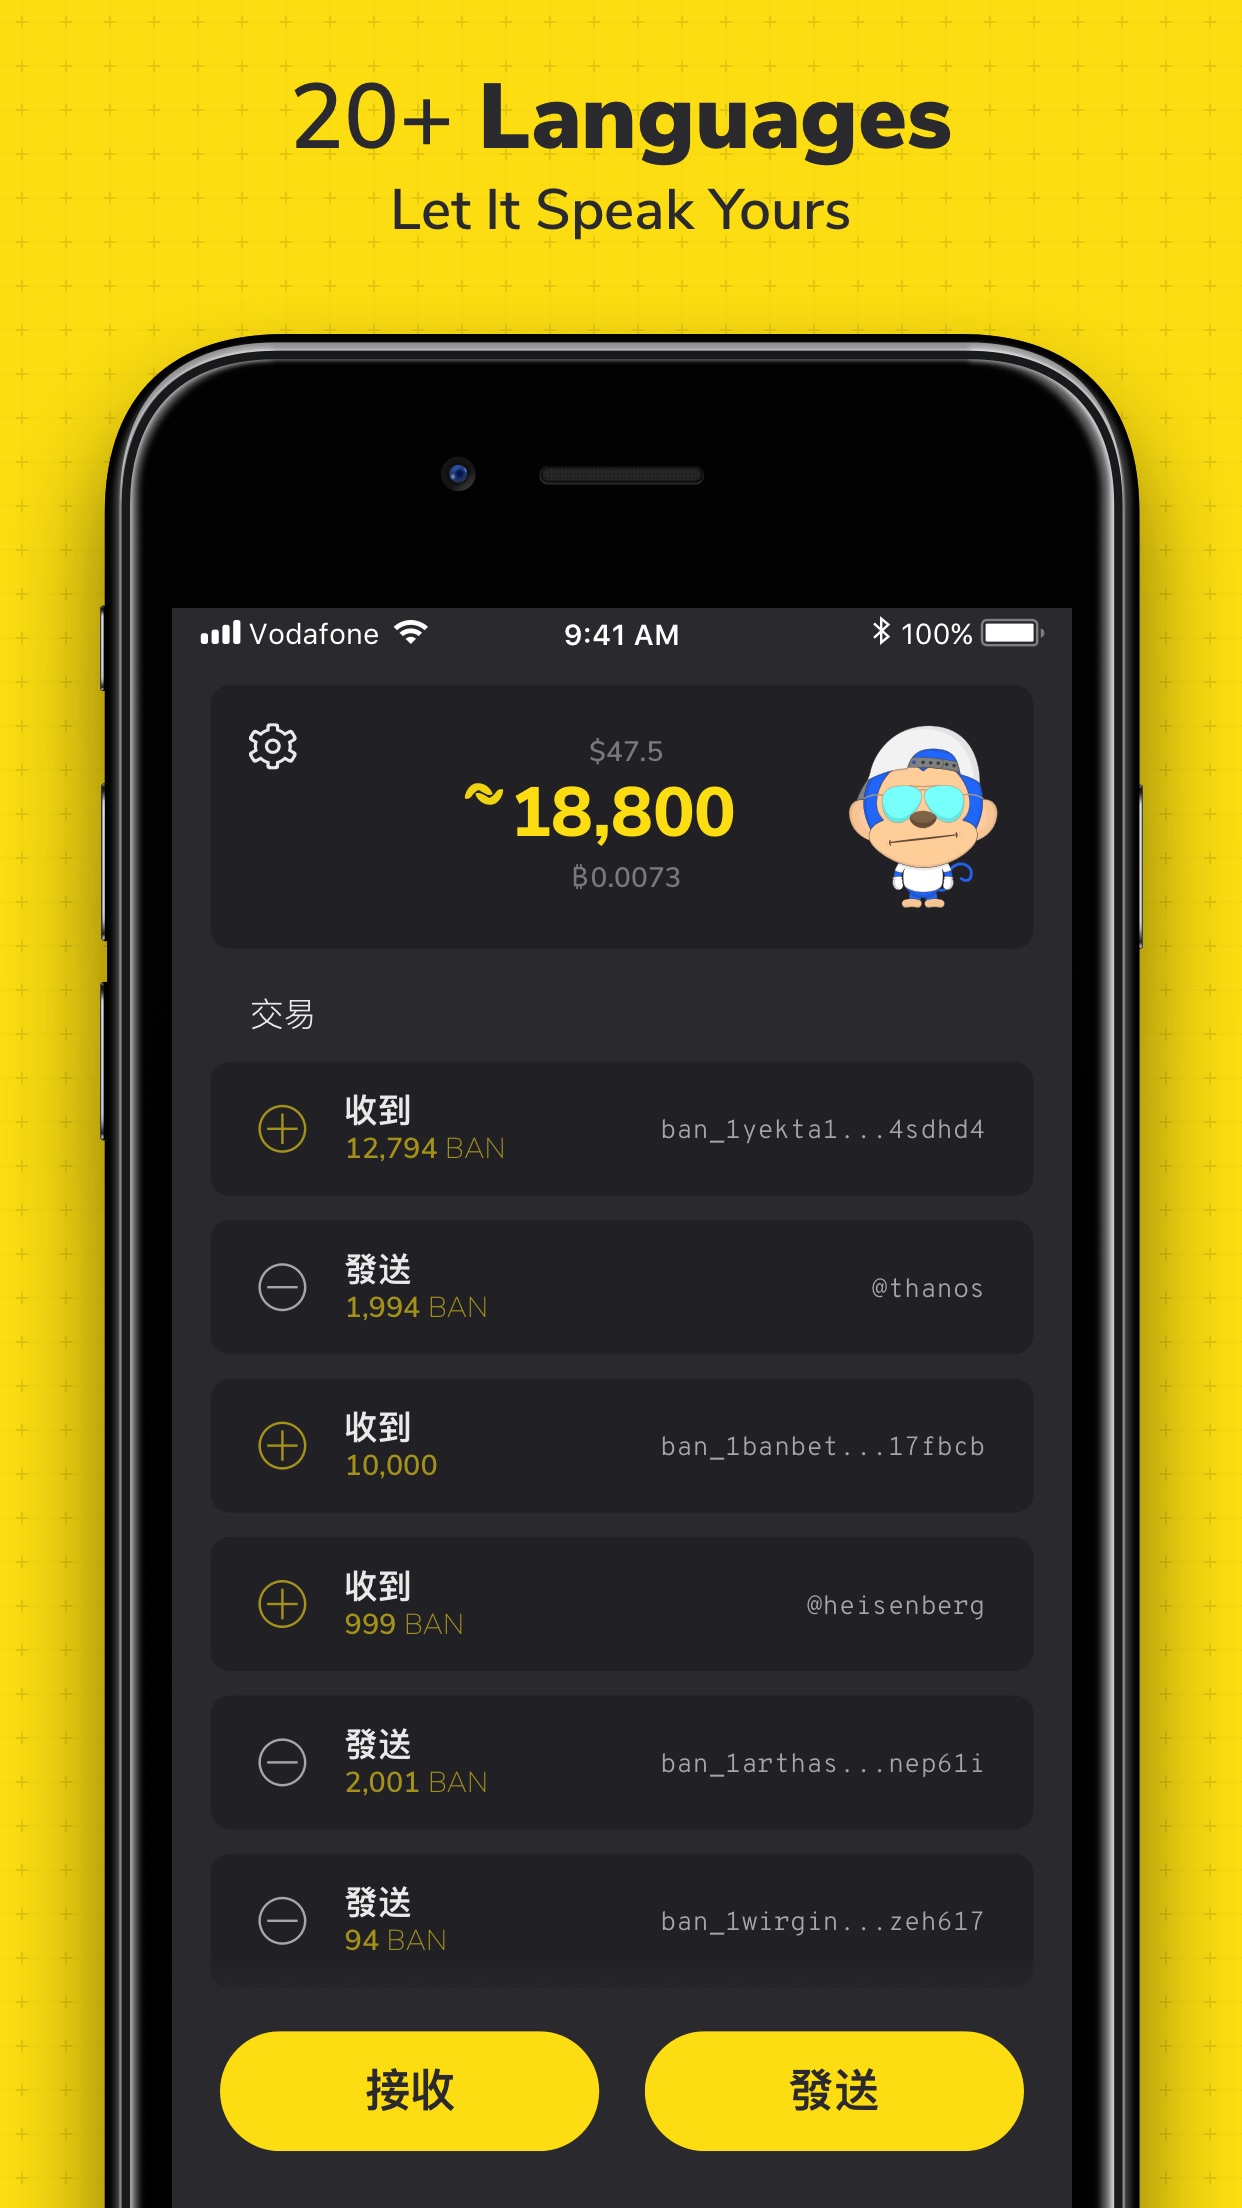 20+ Languages
Let It Speak Yours
Vodafone 9:41 AM 100%
$47.5
18,800
₿0.0073
交易
收到
12,794 BAN
ban_1yekta1...4sdhd4
發送
1,994 BAN
@thanos
收到
10,000
ban_1banbet...17fbcb
收到
999 BAN
@heisenberg
發送
2,001 BAN
ban_1arthas...nep61i
發送
94 BAN
ban_1wirgin...zeh617
接收 發送